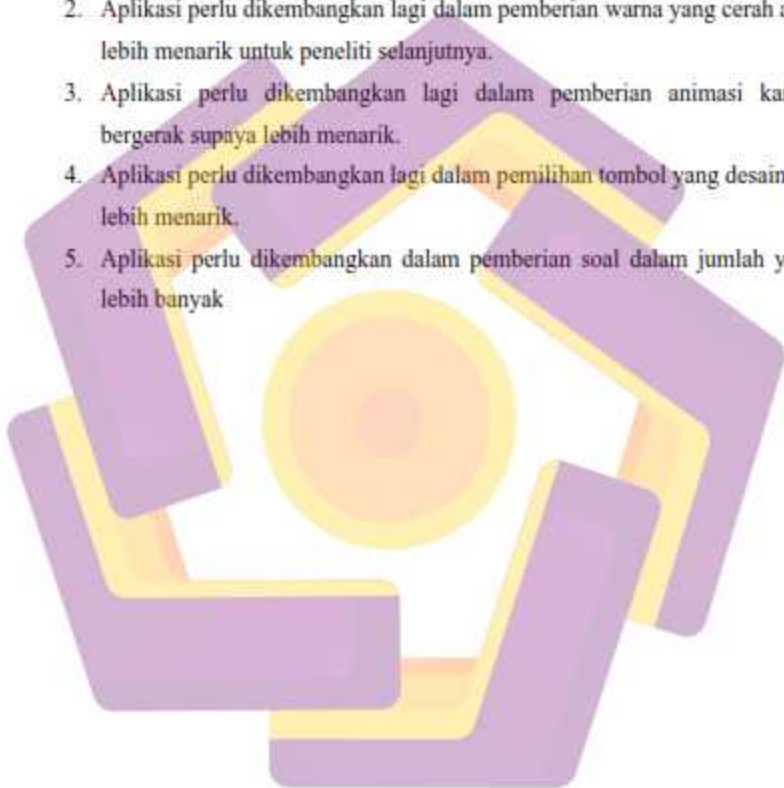 2. Aplikasi perlu dikembangkan lagi dalam pemberian warna yang cerah
lebih menarik untuk peneliti selanjutnya.
3. Aplikasi perlu dikembangkan lagi dalam pemberian animasi
bergerak supaya lebih menarik.
4. Aplikasi perlu dikembangkan lagi dalam pemilihan tombol yang
lebih menarik.
5. Aplikasi perlu dikembangkan dalam pemberian soal dalam jumlah
lebih banyak